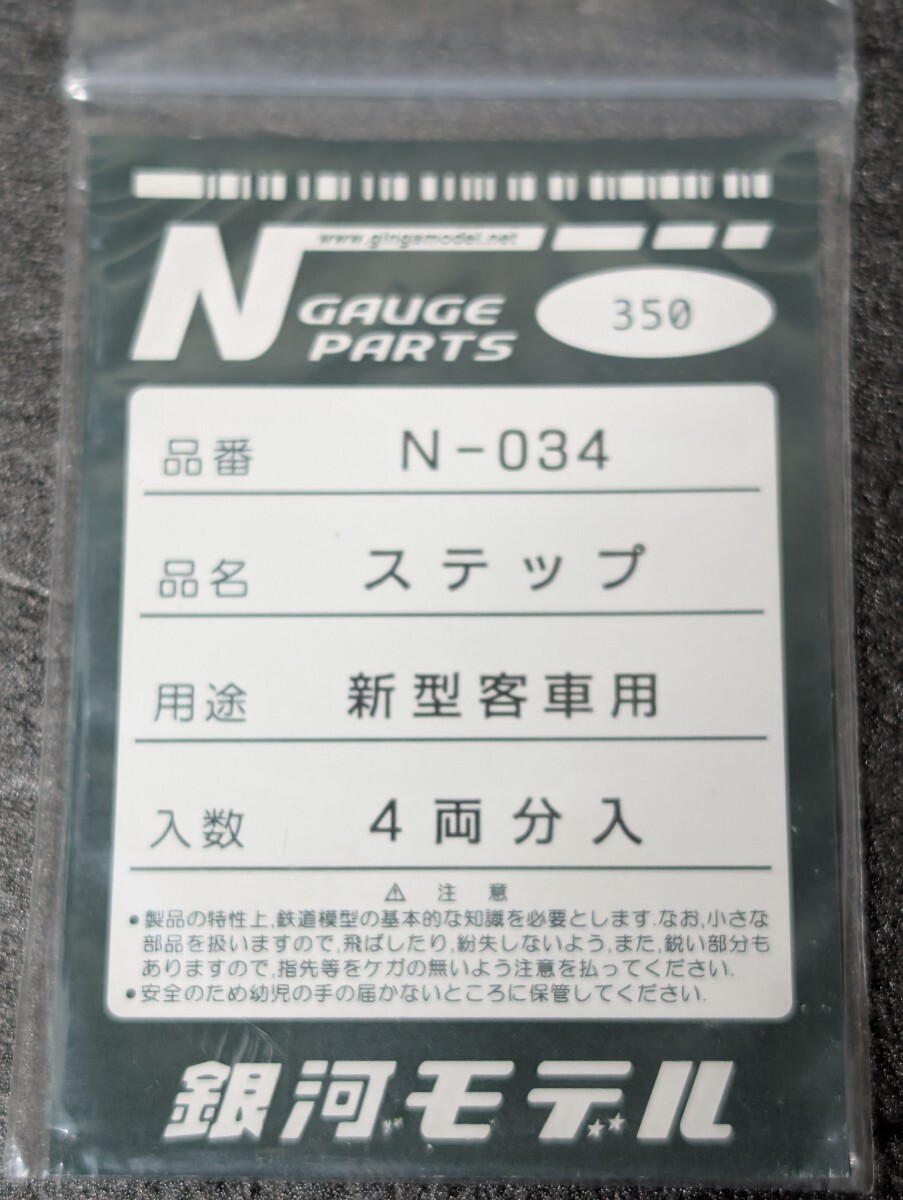 www.gingamodel.net
N GAUGE PARTS
350
品番 N-034
品名 ステップ
用途 新型客車用
入数 4両分入
⚠ 注意
●製品の特性上,鉄道模型の基本的な知識を必要とします.なお,小さな
部品を扱いますので,飛ばしたり,紛失しないよう,また,鋭い部分も
ありますので,指先等をケガの無いよう注意を払ってください.
●安全のため幼児の手の届かないところに保管してください.
銀河モデル